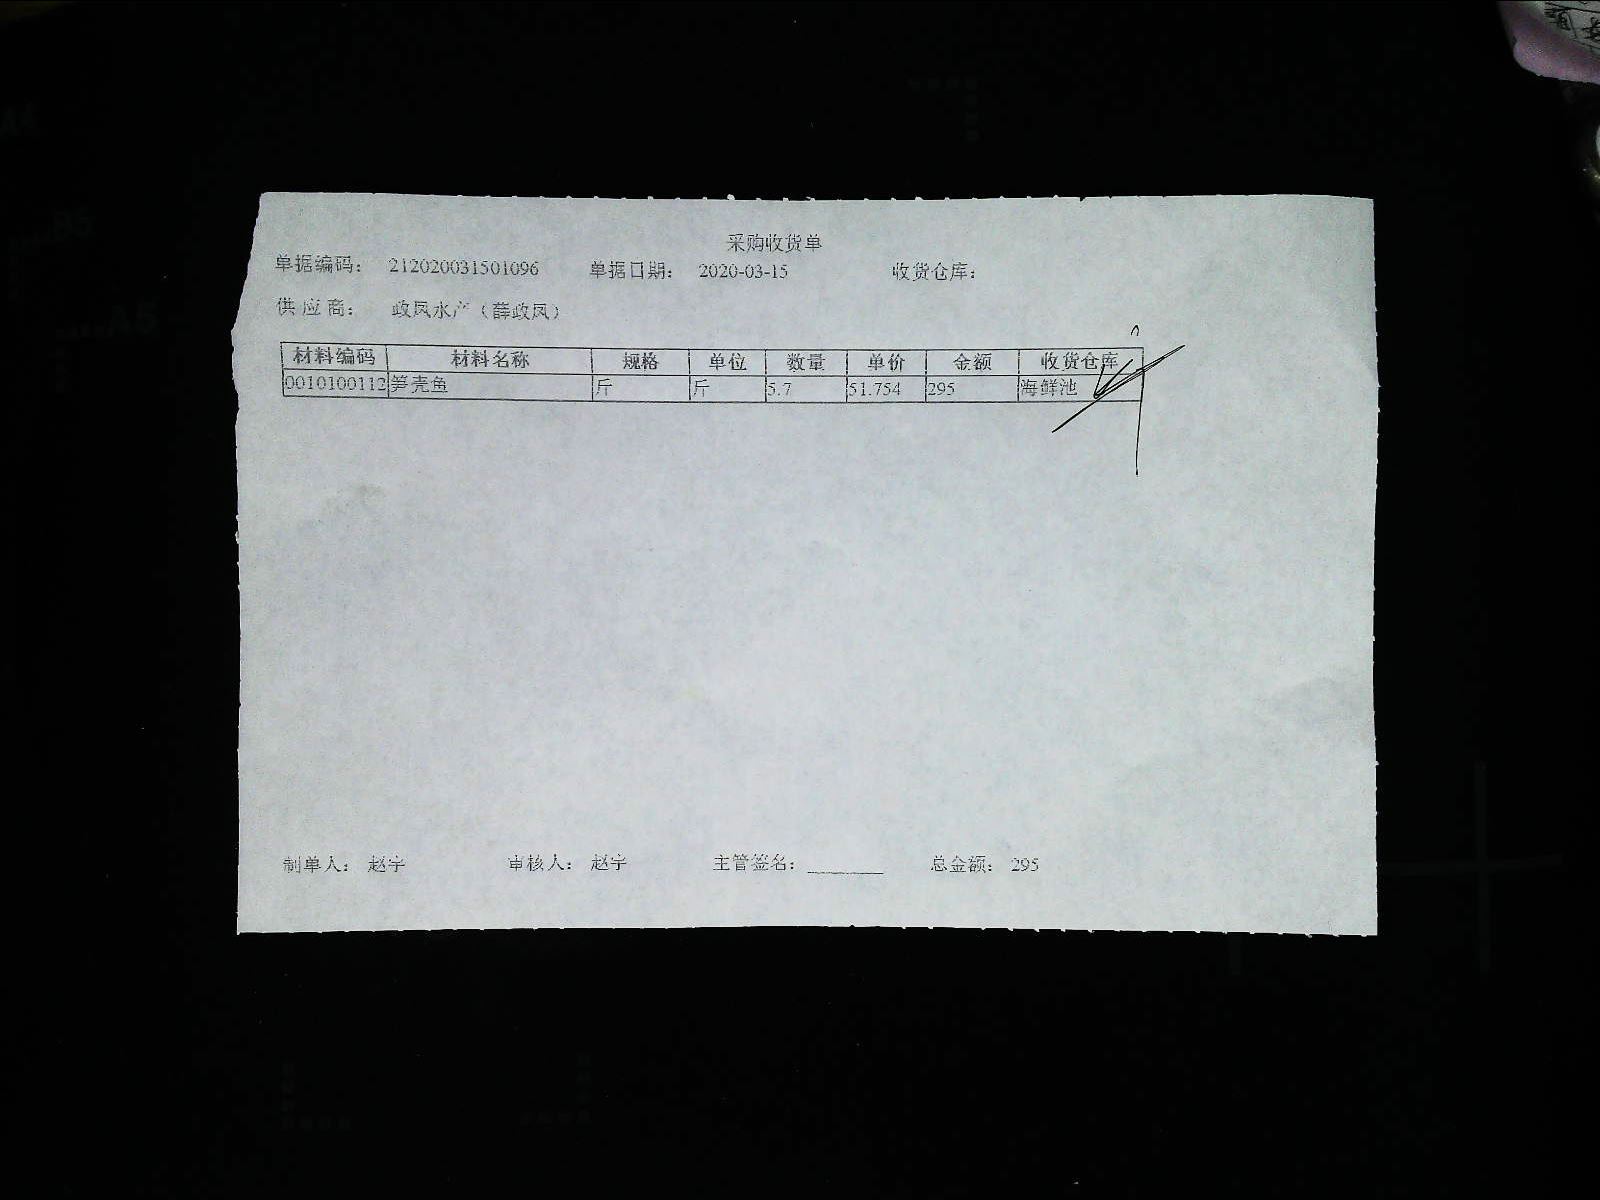 采购收货单
单据编码： 212020031501096 单据日期： 2020-03-15 收货仓库：
供应商： 政凤水产（薛政凤）
材料编码 材料名称 规格 单位 数量 单价 金额 收货仓库
0010100112 笋壳鱼 斤 斤 5.7 51.754 295 海鲜池
制单人： 赵宇 审核人： 赵宇 主管签名： ________ 总金额： 295